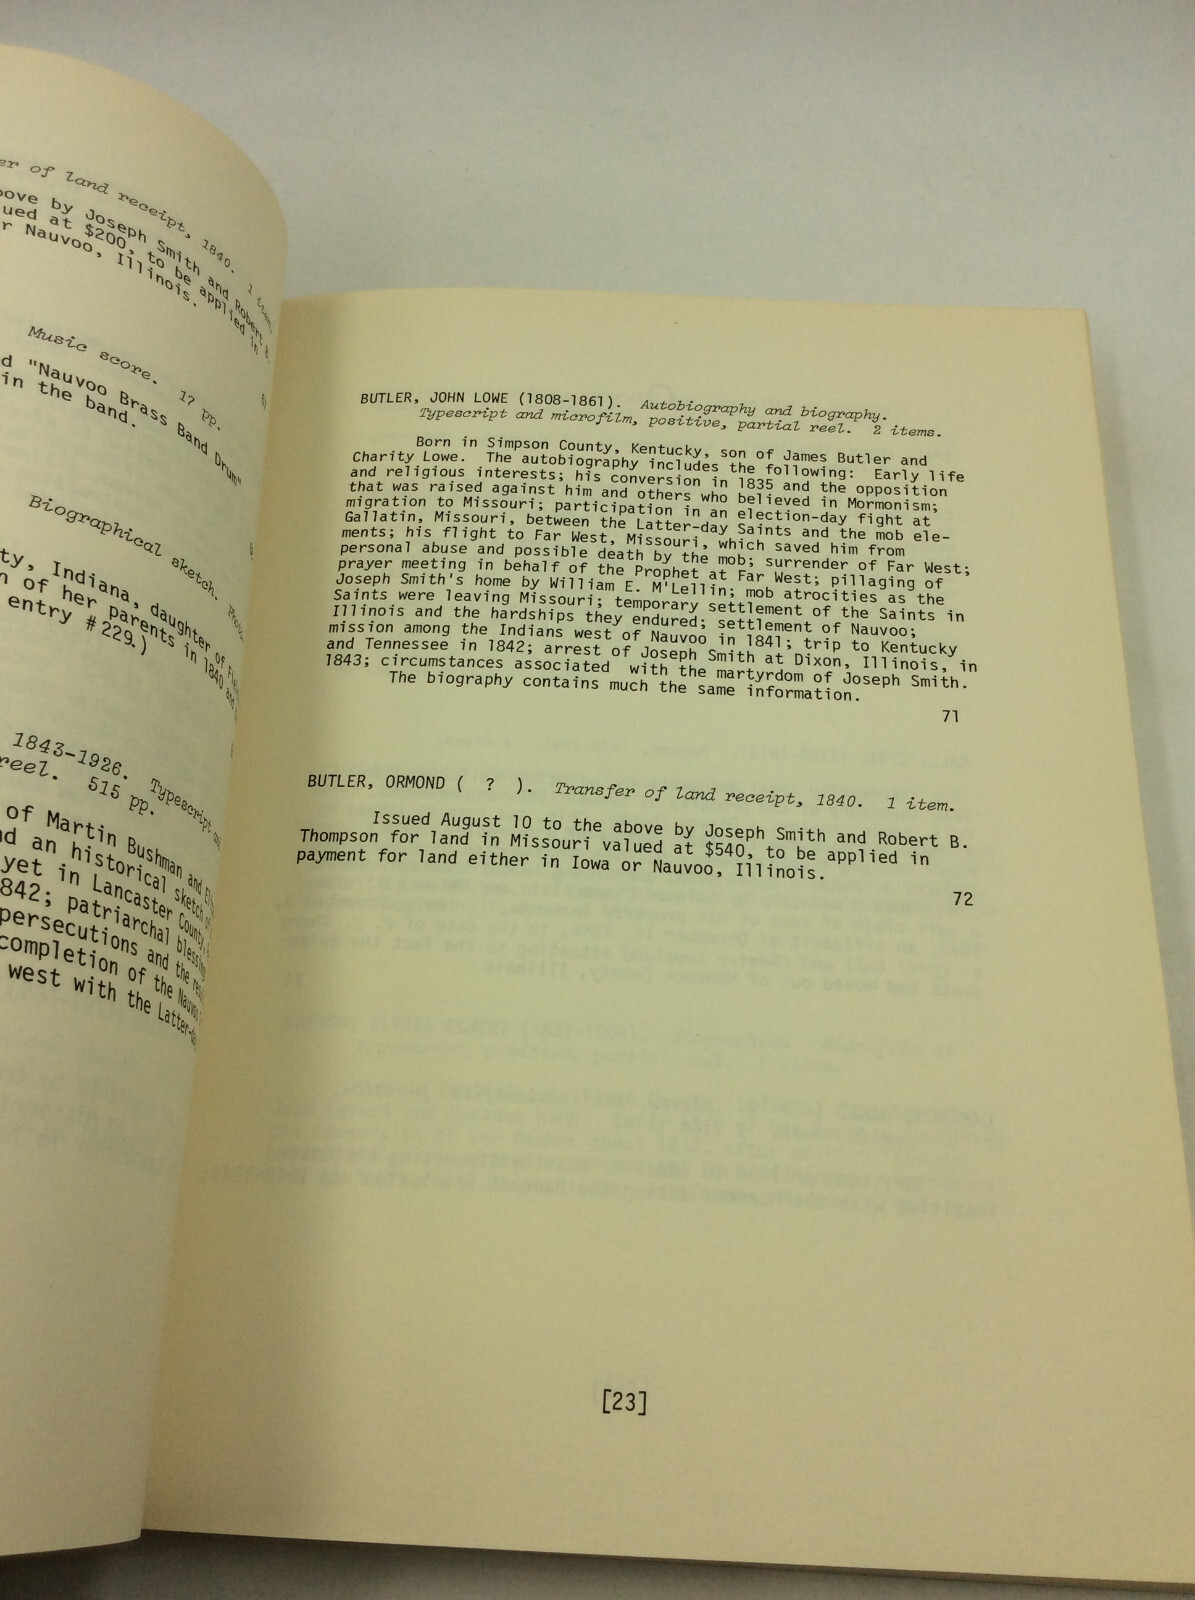 er of land receipt, 1840. 1 item.
ove by Joseph Smith and Robert B.
ued at $200, to be applied in
r Nauvoo, Illinois.
Music score. 17 pp.
d "Nauvoo Brass Band Drum"
in the band.
Biographical sketch.
ty, Indiana, daughter of
n of her parents in 1840 and
entry #229.)
1843-1926. Typescript
reel. 515 pp.
of Martin Bushman and
d an historical sketch of
yet in Lancaster County,
842; patriarchal blessing
persecutions and the
completion of the Nauvoo
west with the Latter-da
BUTLER, JOHN LOWE (1808-1861). Autobiography and biography.
Typescript and microfilm, positive, partial reel. 2 items.
Born in Simpson County, Kentucky, son of James Butler and
Charity Lowe. The autobiography includes the following: Early life
and religious interests; his conversion in 1835 and the opposition
that was raised against him and others who believed in Mormonism;
migration to Missouri; participation in an election-day fight at
Gallatin, Missouri, between the Latter-day Saints and the mob ele-
ments; his flight to Far West, Missouri, which saved him from
personal abuse and possible death by the mob; surrender of Far West;
prayer meeting in behalf of the Prophet at Far West; pillaging of
Joseph Smith's home by William E. M'Lellin; mob atrocities as the
Saints were leaving Missouri; temporary settlement of the Saints in
Illinois and the hardships they endured; settlement of Nauvoo;
mission among the Indians west of Nauvoo in 1841; trip to Kentucky
and Tennessee in 1842; arrest of Joseph Smith at Dixon, Illinois, in
1843; circumstances associated with the martyrdom of Joseph Smith.
The biography contains much the same information.
71
BUTLER, ORMOND ( ? ). Transfer of land receipt, 1840. 1 item.
Issued August 10 to the above by Joseph Smith and Robert B.
Thompson for land in Missouri valued at $540, to be applied in
payment for land either in Iowa or Nauvoo, Illinois.
72
[23]